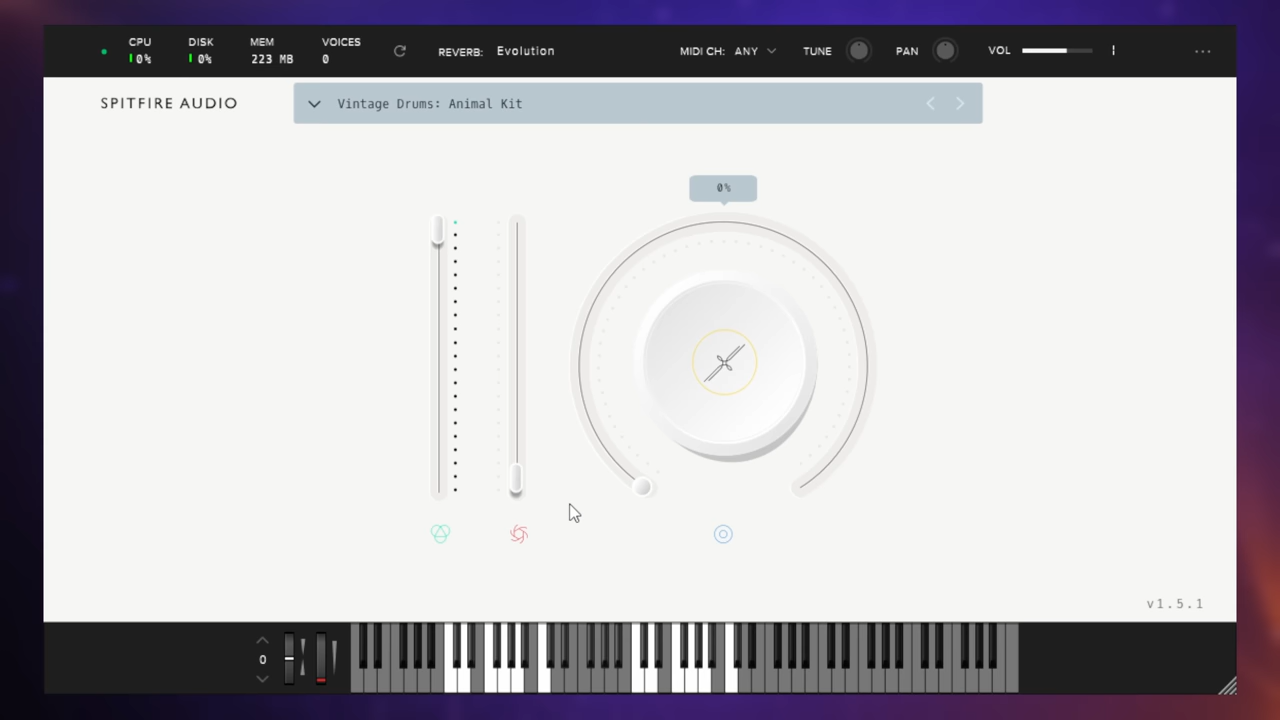 CPU DISK MEM VOICES
0% 0% 223 MB 0
REVERB: Evolution
MIDI CH: ANY TUNE PAN VOL
SPITFIRE AUDIO
Vintage Drums: Animal Kit
0%
v1.5.1
0